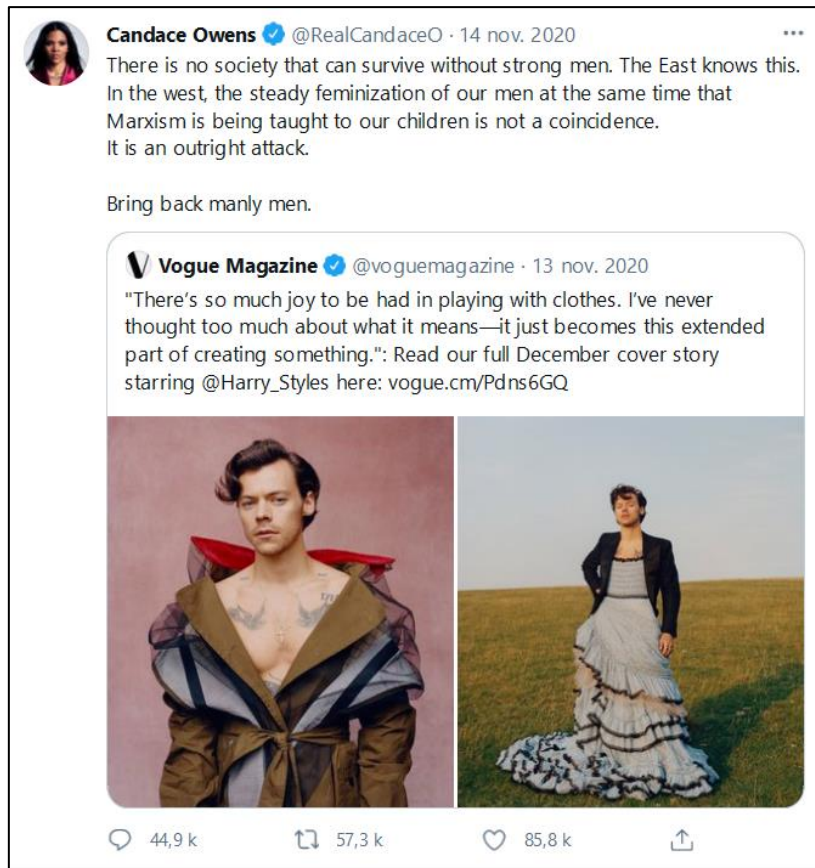 Candace Owens @RealCandaceO · 14 nov. 2020
There is no society that can survive without strong men. The East knows this.
In the west, the steady feminization of our men at the same time that
Marxism is being taught to our children is not a coincidence.
It is an outright attack.
Bring back manly men.
Vogue Magazine @voguemagazine · 13 nov. 2020
"There's so much joy to be had in playing with clothes. I've never
thought too much about what it means—it just becomes this extended
part of creating something.": Read our full December cover story
starring @Harry_Styles here: vogue.cm/Pdns6GQ
44,9 k 57,3 k 85,8 k